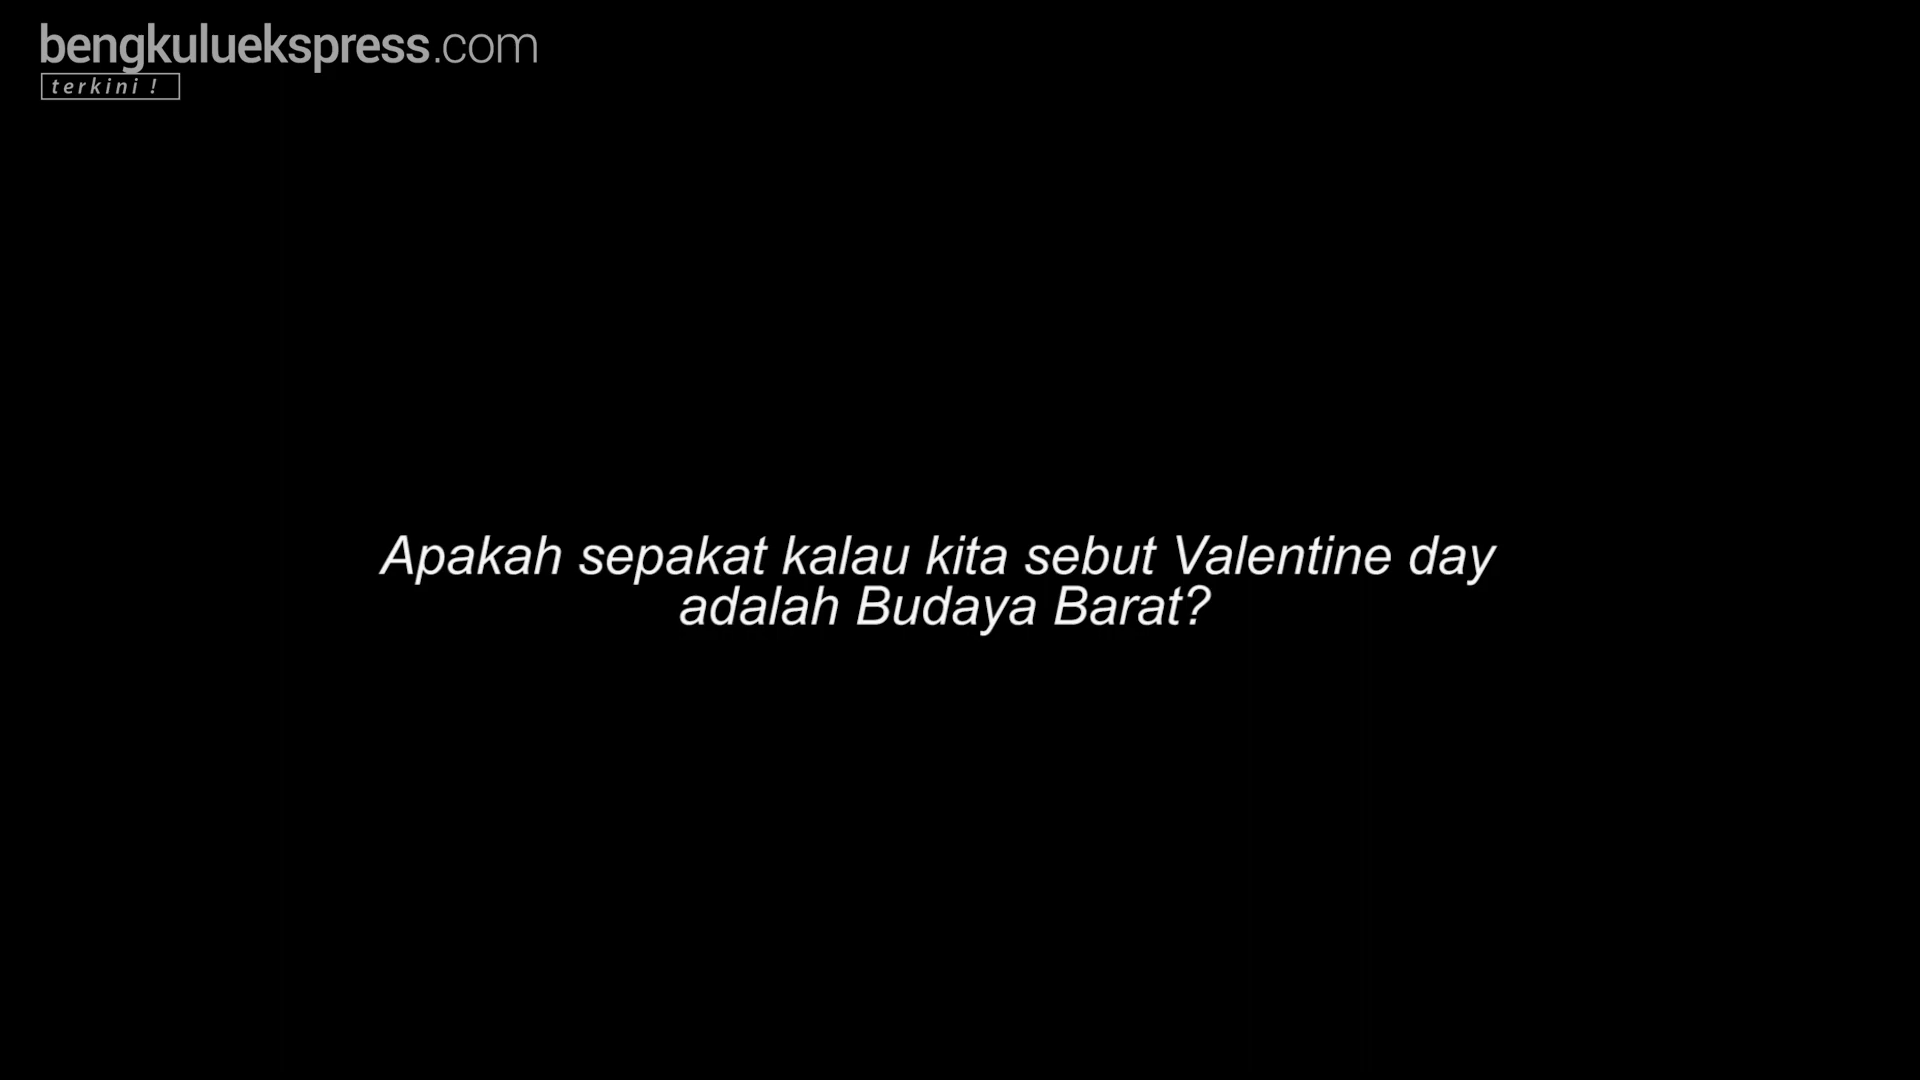 bengkuluekspress.com
terkini !
Apakah sepakat kalau kita sebut Valentine day
adalah Budaya Barat?